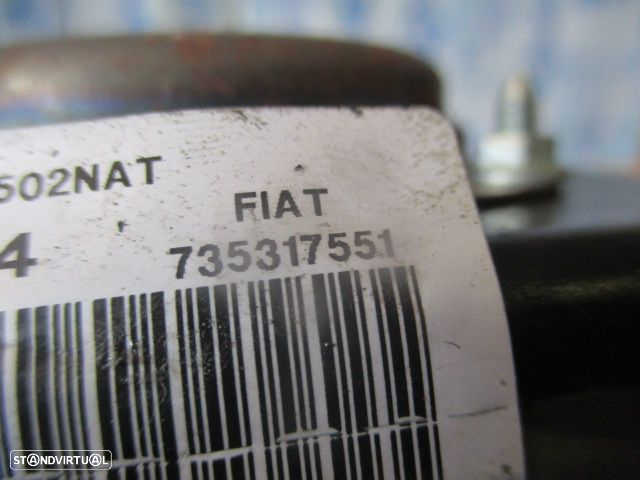 502NAT
FIAT
4
735317551
STANDVIRTUAL